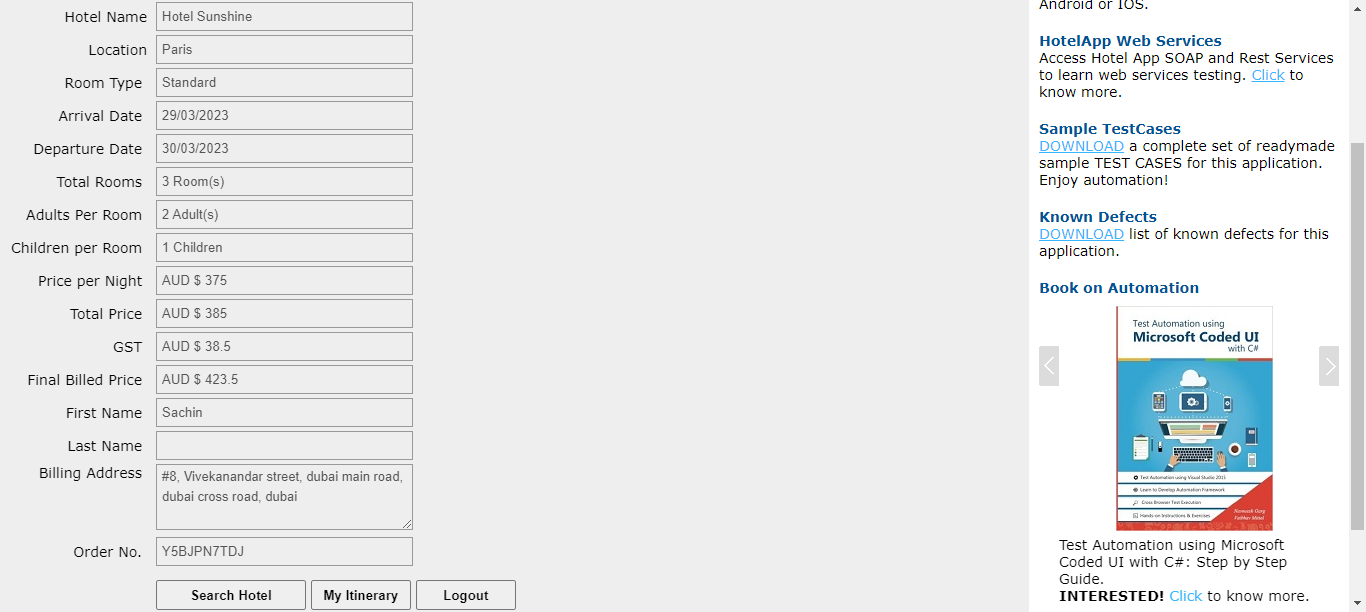 Hotel Name Hotel Sunshine
Location Paris
Room Type Standard
Arrival Date 29/03/2023
Departure Date 30/03/2023
Total Rooms 3 Room(s)
Adults Per Room 2 Adult(s)
Children per Room 1 Children
Price per Night AUD $ 375
Total Price AUD $ 385
GST AUD $ 38.5
Final Billed Price AUD $ 423.5
First Name Sachin
Last Name
Billing Address #8, Vivekanandar street, dubai main road,
dubai cross road, dubai
Order No. Y5BJPN7TDJ
Search Hotel My Itinerary Logout
Android or IOS.
HotelApp Web Services
Access Hotel App SOAP and Rest Services
to learn web services testing. Click to
know more.
Sample TestCases
DOWNLOAD a complete set of readymade
sample TEST CASES for this application.
Enjoy automation!
Known Defects
DOWNLOAD list of known defects for this
application.
Book on Automation
Test Automation using
Microsoft Coded UI
with C#
Test Automation using Visual Studio 2015
Learn to Develop Automation Framework
Cross Browser Test Execution
Hands-on Instructions & Exercises
Navneesh Garg
Vaibhav Mittal
Test Automation using Microsoft
Coded UI with C#: Step by Step
Guide.
INTERESTED! Click to know more.